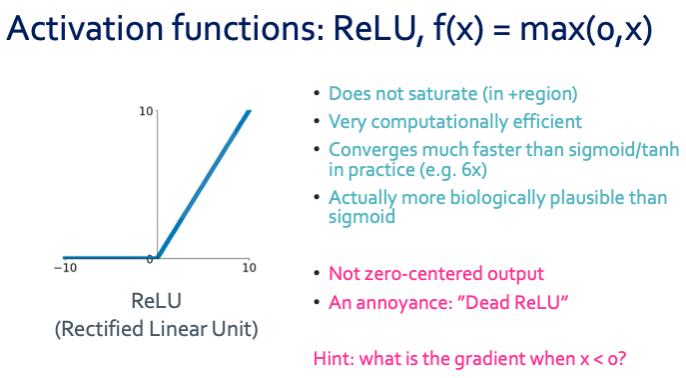 Activation functions: ReLU, f(x) = max(0,x)
10
0
−10
10
ReLU
(Rectified Linear Unit)
• Does not saturate (in +region)
• Very computationally efficient
• Converges much faster than sigmoid/tanh
in practice (e.g. 6x)
• Actually more biologically plausible than
sigmoid
• Not zero-centered output
• An annoyance: "Dead ReLU"
Hint: what is the gradient when x < 0?